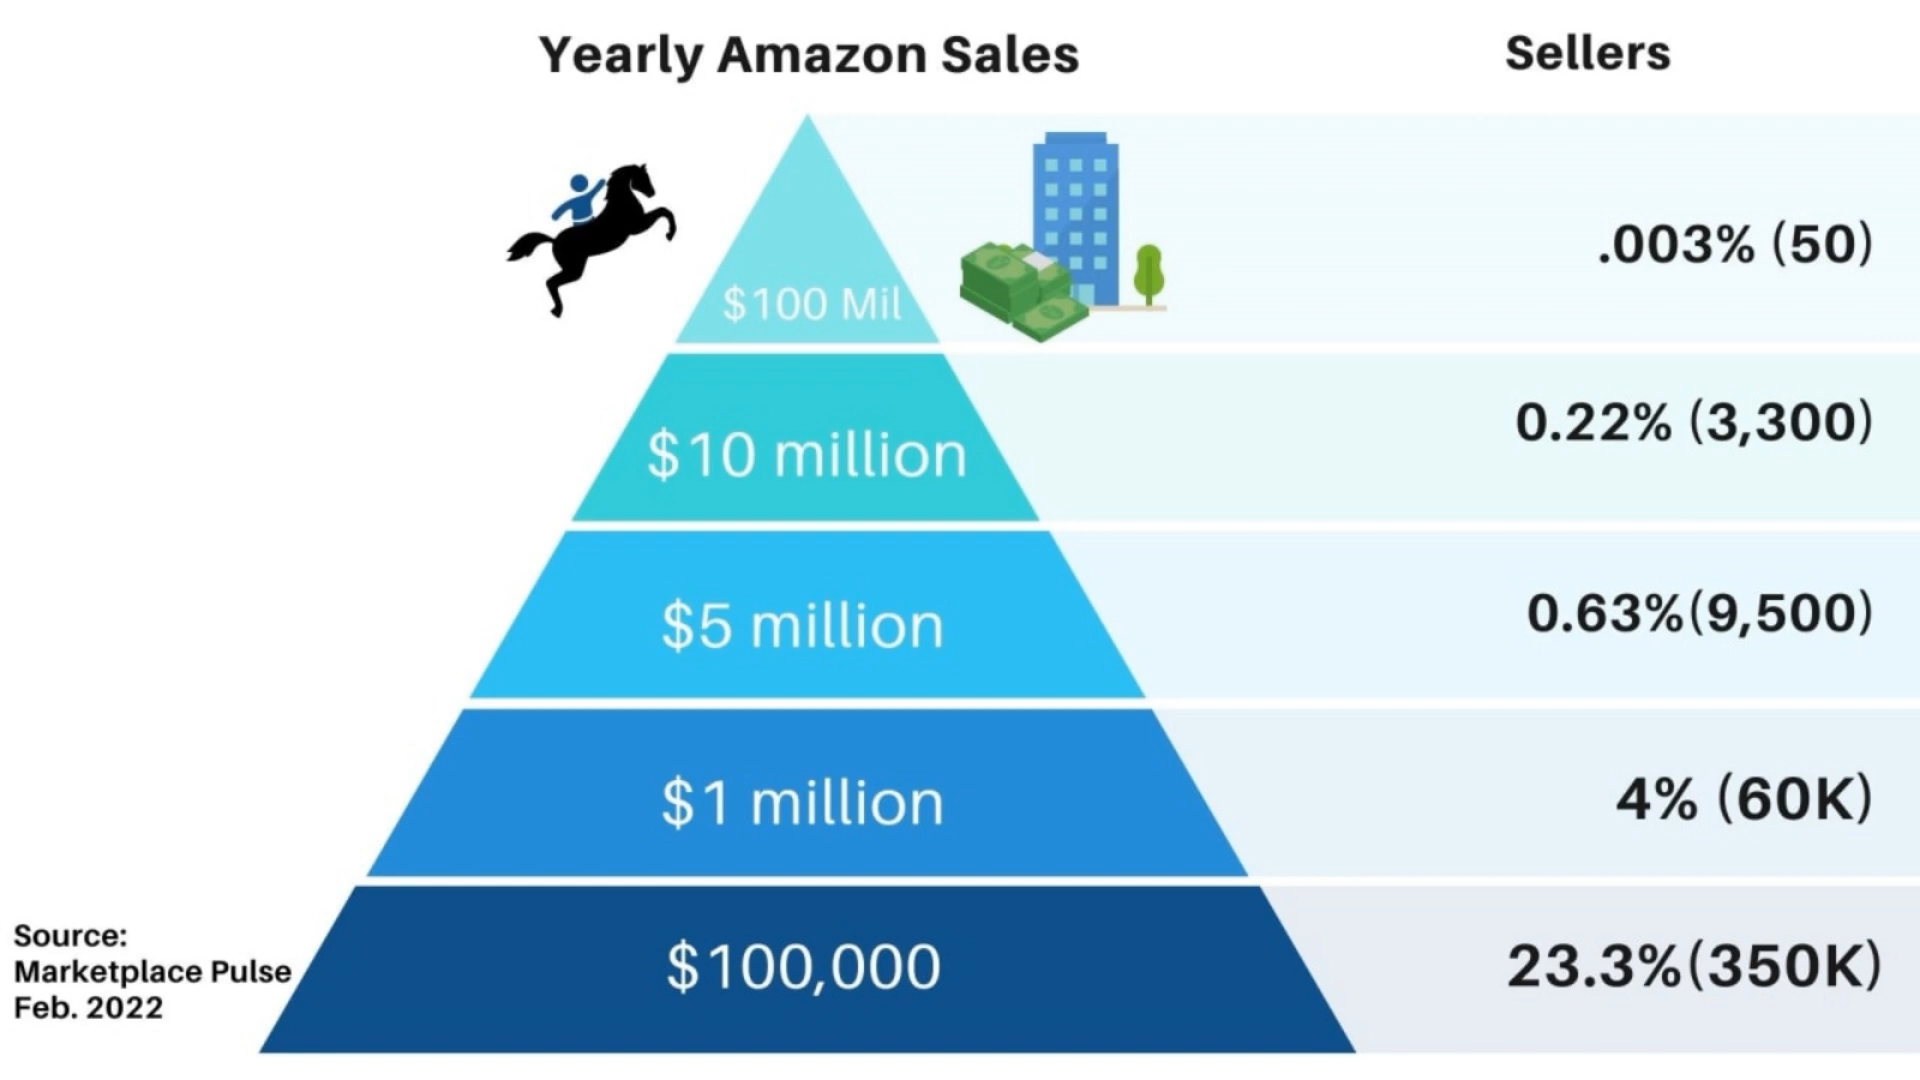 Yearly Amazon Sales
Sellers
$100 Mil
.003% (50)
$10 million
0.22% (3,300)
$5 million
0.63%(9,500)
$1 million
4% (60K)
$100,000
23.3%(350K)
Source:
Marketplace Pulse
Feb. 2022